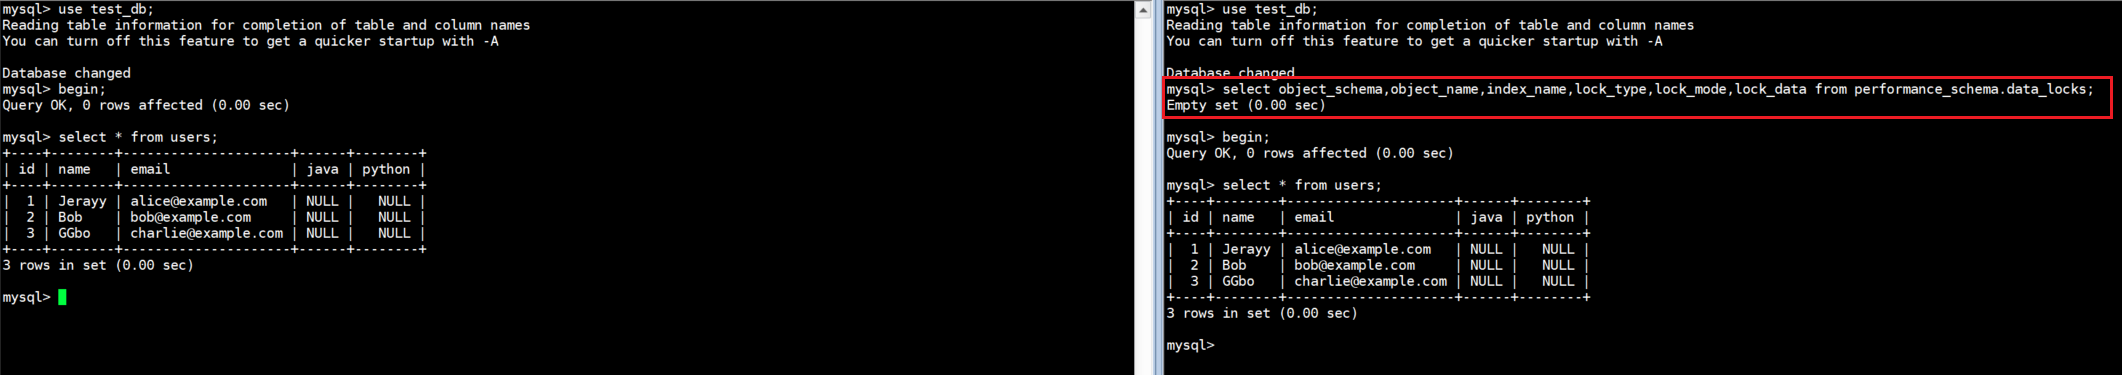 mysql> use test_db;
Reading table information for completion of table and column names
You can turn off this feature to get a quicker startup with -A
Database changed
mysql> begin;
Query OK, 0 rows affected (0.00 sec)
mysql> select * from users;
+----+--------+---------------------+------+--------+
| id | name   | email               | java | python |
+----+--------+---------------------+------+--------+
|  1 | Jerayy | alice@example.com   | NULL |   NULL |
|  2 | Bob    | bob@example.com     | NULL |   NULL |
|  3 | GGbo   | charlie@example.com | NULL |   NULL |
+----+--------+---------------------+------+--------+
3 rows in set (0.00 sec)
mysql>
mysql> use test_db;
Reading table information for completion of table and column names
You can turn off this feature to get a quicker startup with -A
Database changed
mysql> select object_schema,object_name,index_name,lock_type,lock_mode,lock_data from performance_schema.data_locks;
Empty set (0.00 sec)
mysql> begin;
Query OK, 0 rows affected (0.00 sec)
mysql> select * from users;
+----+--------+---------------------+------+--------+
| id | name   | email               | java | python |
+----+--------+---------------------+------+--------+
|  1 | Jerayy | alice@example.com   | NULL |   NULL |
|  2 | Bob    | bob@example.com     | NULL |   NULL |
|  3 | GGbo   | charlie@example.com | NULL |   NULL |
+----+--------+---------------------+------+--------+
3 rows in set (0.00 sec)
mysql>